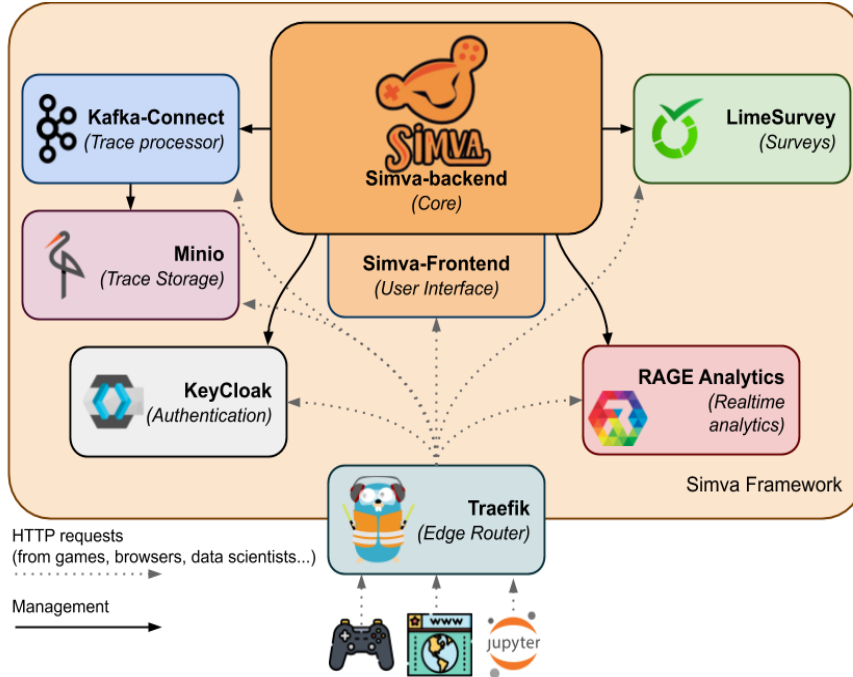 Kafka-Connect
(Trace processor)
SIMVA
Simva-backend
(Core)
LimeSurvey
(Surveys)
Minio
(Trace Storage)
Simva-Frontend
(User Interface)
KeyCloak
(Authentication)
RAGE Analytics
(Realtime
analytics)
Traefik
(Edge Router)
Simva Framework
HTTP requests
(from games, browsers, data scientists...)
Management
WWW
jupyter